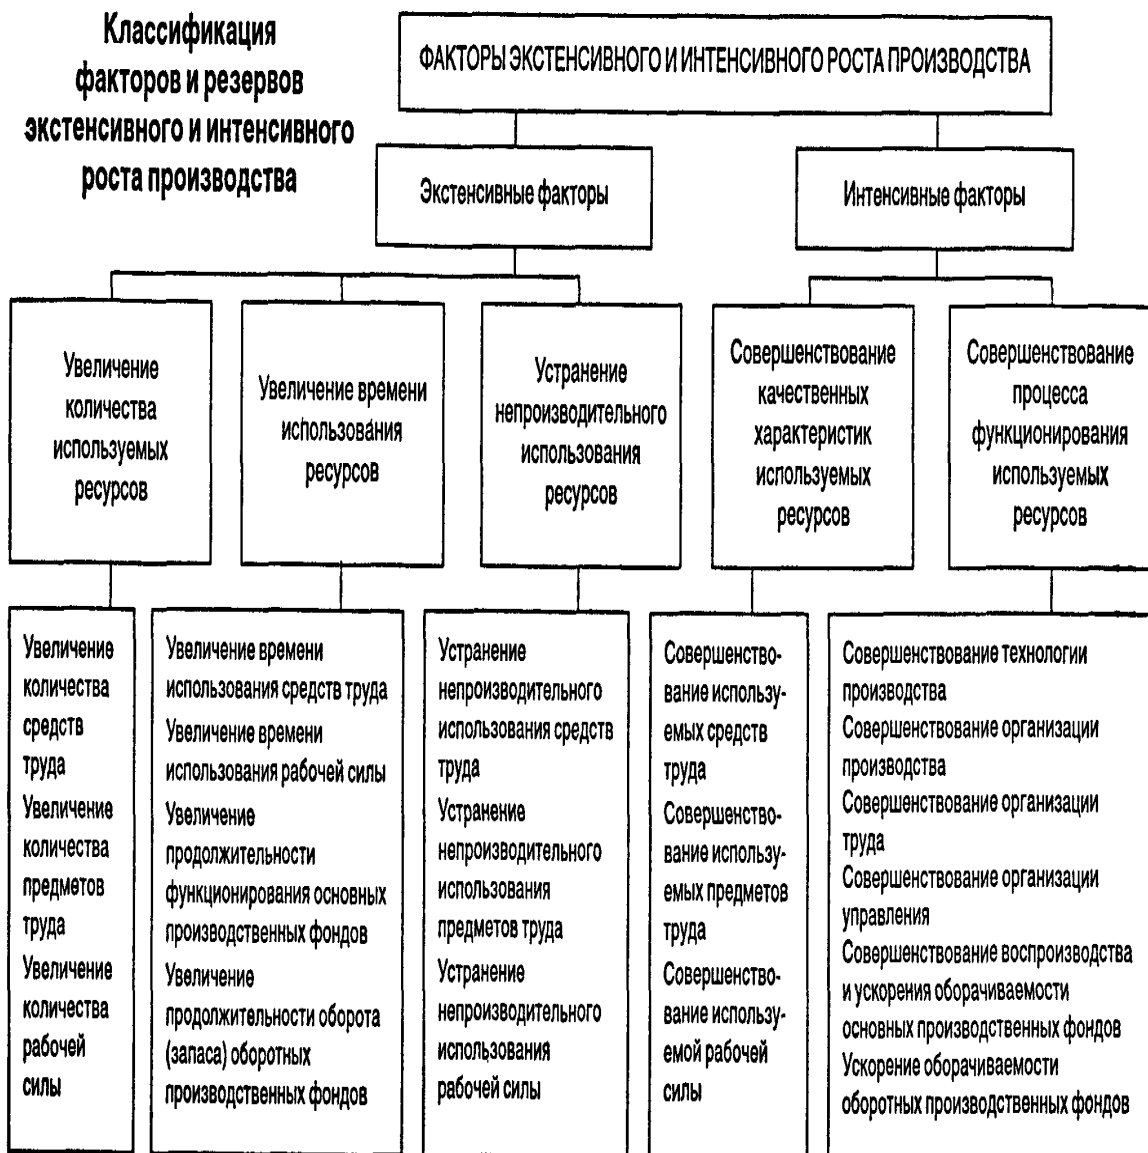 Классификация
факторов и резервов
экстенсивного и интенсивного
роста производства
ФАКТОРЫ ЭКСТЕНСИВНОГО И ИНТЕНСИВНОГО РОСТА ПРОИЗВОДСТВА
Экстенсивные факторы
Интенсивные факторы
Увеличение
количества
используемых
ресурсов
Увеличение времени
использования
ресурсов
Устранение
непроизводительного
использования
ресурсов
Совершенствование
качественных
характеристик
используемых
ресурсов
Совершенствование
процесса
функционирования
используемых
ресурсов
Увеличение
количества
средств
труда
Увеличение
количества
предметов
труда
Увеличение
количества
рабочей
силы
Увеличение времени
использования средств труда
Увеличение времени
использования рабочей силы
Увеличение
продолжительности
функционирования основных
производственных фондов
Увеличение
продолжительности оборота
(запаса) оборотных
производственных фондов
Устранение
непроизводительного
использования средств
труда
Устранение
непроизводительного
использования
предметов труда
Устранение
непроизводительного
использования
рабочей силы
Совершенство-
вание использу-
емых средств
труда
Совершенство-
вание использу-
емых предметов
труда
Совершенство-
вание использу-
емой рабочей
силы
Совершенствование технологии
производства
Совершенствование организации
производства
Совершенствование организации
труда
Совершенствование организации
управления
Совершенствование воспроизводства
и ускорения оборачиваемости
основных производственных фондов
Ускорение оборачиваемости
оборотных производственных фондов